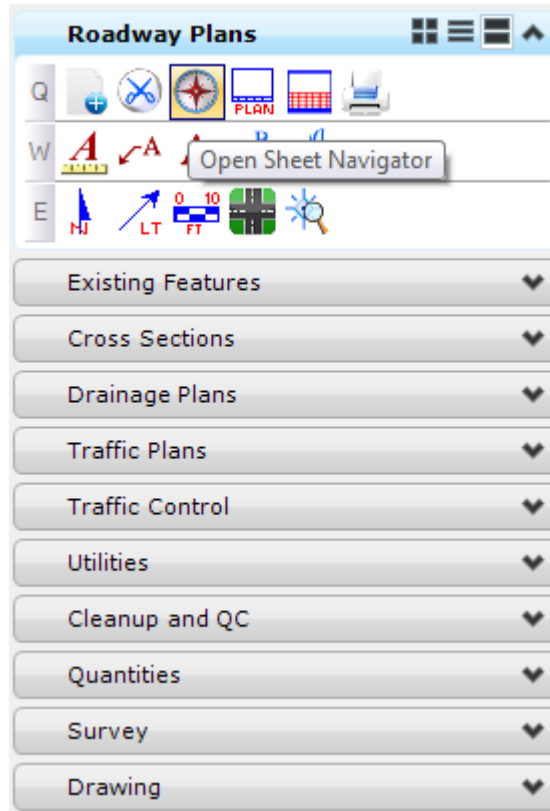 Roadway Plans
Q
PLAN
W A A
Open Sheet Navigator
E N LT 0 10 FT
Existing Features
Cross Sections
Drainage Plans
Traffic Plans
Traffic Control
Utilities
Cleanup and QC
Quantities
Survey
Drawing